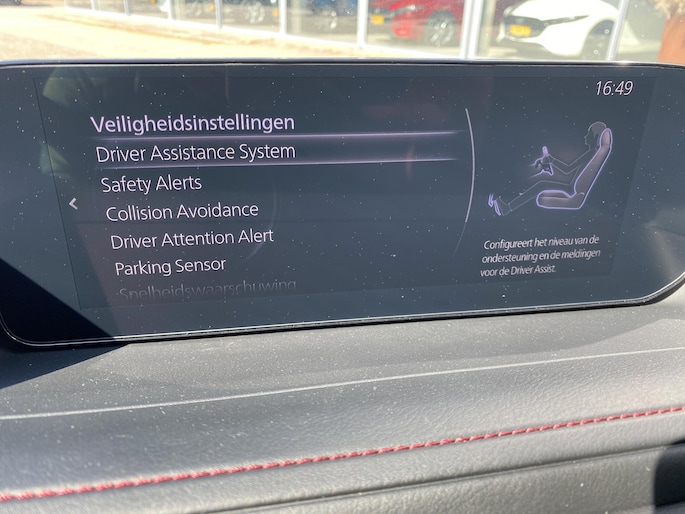 16:49
Veiligheidsinstellingen
Driver Assistance System
Safety Alerts
Collision Avoidance
Driver Attention Alert
Parking Sensor
Snelheidswaarschuwing
Configureert het niveau van de
ondersteuning en de meldingen
voor de Driver Assist.